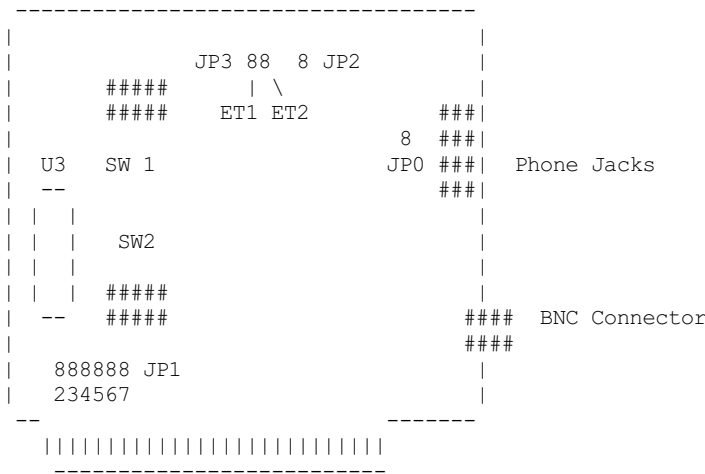 JP3 88 8 JP2
##### | \
##### ET1 ET2 ###|
8 ###|
U3 SW 1 JP0 ###| Phone Jacks
###|
SW2
#####
##### #### BNC Connector
####
888888 JP1
234567